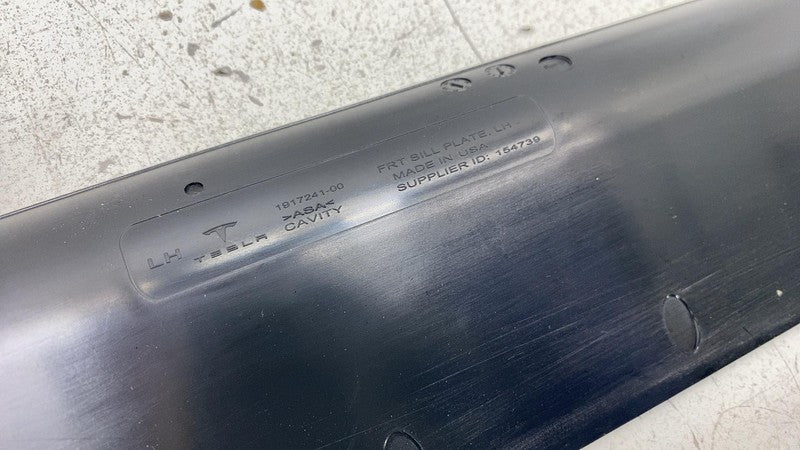 LH
TESLA
1917241-00
>ASA<
CAVITY
FRT SILL PLATE, LH
MADE IN USA
SUPPLIER ID: 154739